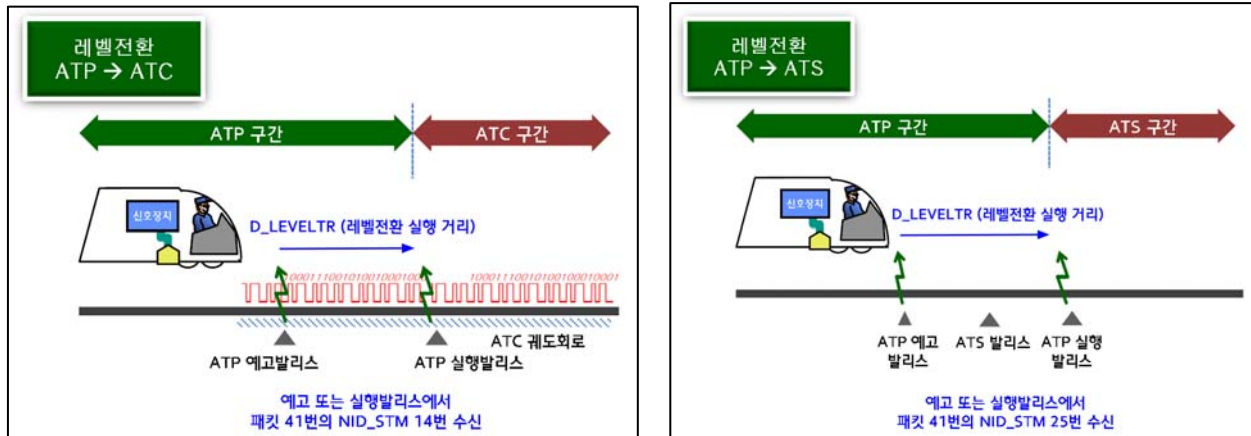 레벨전환
ATP → ATC
ATP 구간
ATC 구간
신호장치
D_LEVELTR (레벨전환 실행 거리)
10001110010100100010001
ATP 예고발리스
ATP 실행발리스
ATC 궤도회로
예고 또는 실행발리스에서
패킷 41번의 NID_STM 14번 수신
레벨전환
ATP → ATS
ATP 구간
ATS 구간
신호장치
D_LEVELTR (레벨전환 실행 거리)
ATP 예고
발리스
ATS 발리스
ATP 실행
발리스
예고 또는 실행발리스에서
패킷 41번의 NID_STM 25번 수신